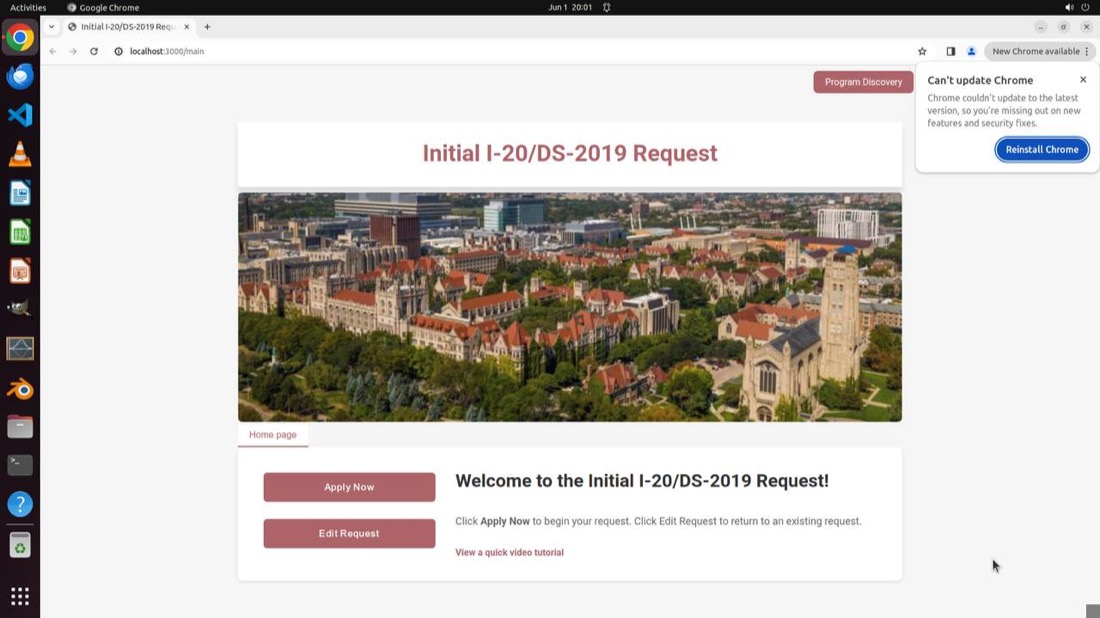 Activities
Google Chrome
Jun 1 20:01
Initial I-20/DS-2019 Requ
localhost:3000/main
New Chrome available
Program Discovery
Can't update Chrome
Chrome couldn't update to the latest
version, so you're missing out on new
features and security fixes.
Reinstall Chrome
Initial I-20/DS-2019 Request
Home page
Apply Now
Welcome to the Initial I-20/DS-2019 Request!
Click Apply Now to begin your request. Click Edit Request to return to an existing request.
Edit Request
View a quick video tutorial